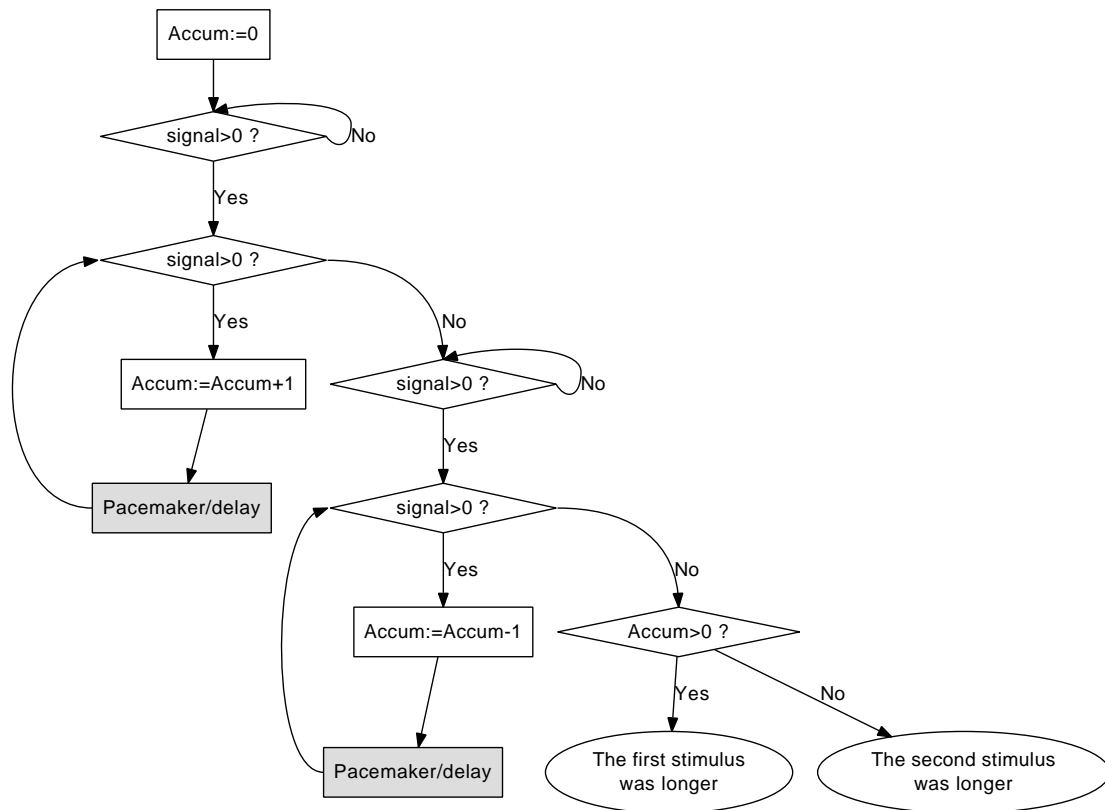 Accum:=0
signal>0 ?
No
Yes
signal>0 ?
Yes
No
Accum:=Accum+1
signal>0 ?
No
Yes
Pacemaker/delay
signal>0 ?
Yes
No
Accum:=Accum-1
Accum>0 ?
Yes
No
Pacemaker/delay
The first stimulus
was longer
The second stimulus
was longer